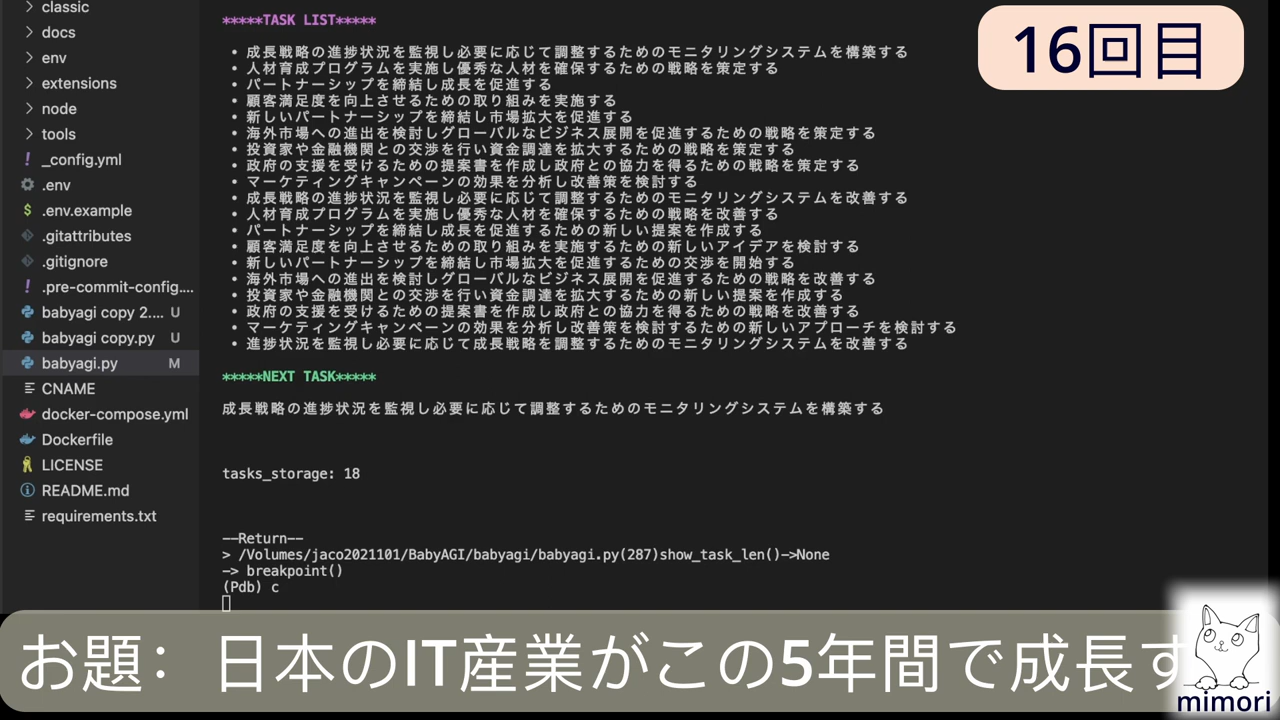 classic
docs
env
extensions
node
tools
_config.yml
.env
.env.example
.gitattributes
.gitignore
.pre-commit-config....
babyagi copy 2.... U
babyagi copy.py U
babyagi.py M
CNAME
docker-compose.yml
Dockerfile
LICENSE
README.md
requirements.txt
*****TASK LIST*****
• 成長戦略の進捗状況を監視し必要に応じて調整するためのモニタリングシステムを構築する
• 人材育成プログラムを実施し優秀な人材を確保するための戦略を策定する
• パートナーシップを締結し成長を促進する
• 顧客満足度を向上させるための取り組みを実施する
• 新しいパートナーシップを締結し市場拡大を促進する
• 海外市場への進出を検討しグローバルなビジネス展開を促進するための戦略を策定する
• 投資家や金融機関との交渉を行い資金調達を拡大するための戦略を策定する
• 政府の支援を受けるための提案書を作成し政府との協力を得るための戦略を策定する
• マーケティングキャンペーンの効果を分析し改善策を検討する
• 成長戦略の進捗状況を監視し必要に応じて調整するためのモニタリングシステムを改善する
• 人材育成プログラムを実施し優秀な人材を確保するための戦略を改善する
• パートナーシップを締結し成長を促進するための新しい提案を作成する
• 顧客満足度を向上させるための取り組みを実施するための新しいアイデアを検討する
• 新しいパートナーシップを締結し市場拡大を促進するための交渉を開始する
• 海外市場への進出を検討しグローバルなビジネス展開を促進するための戦略を改善する
• 投資家や金融機関との交渉を行い資金調達を拡大するための新しい提案を作成する
• 政府の支援を受けるための提案書を作成し政府との協力を得るための戦略を改善する
• マーケティングキャンペーンの効果を分析し改善策を検討するための新しいアプローチを検討する
• 進捗状況を監視し必要に応じて成長戦略を調整するためのモニタリングシステムを改善する
*****NEXT TASK*****
成長戦略の進捗状況を監視し必要に応じて調整するためのモニタリングシステムを構築する
tasks_storage: 18
--Return--
> /Volumes/jaco2021101/BabyAGI/babyagi/babyagi.py(287)show_task_len()->None
-> breakpoint()
(Pdb) c
16回目
お題： 日本のIT産業がこの5年間で成長す
mimori